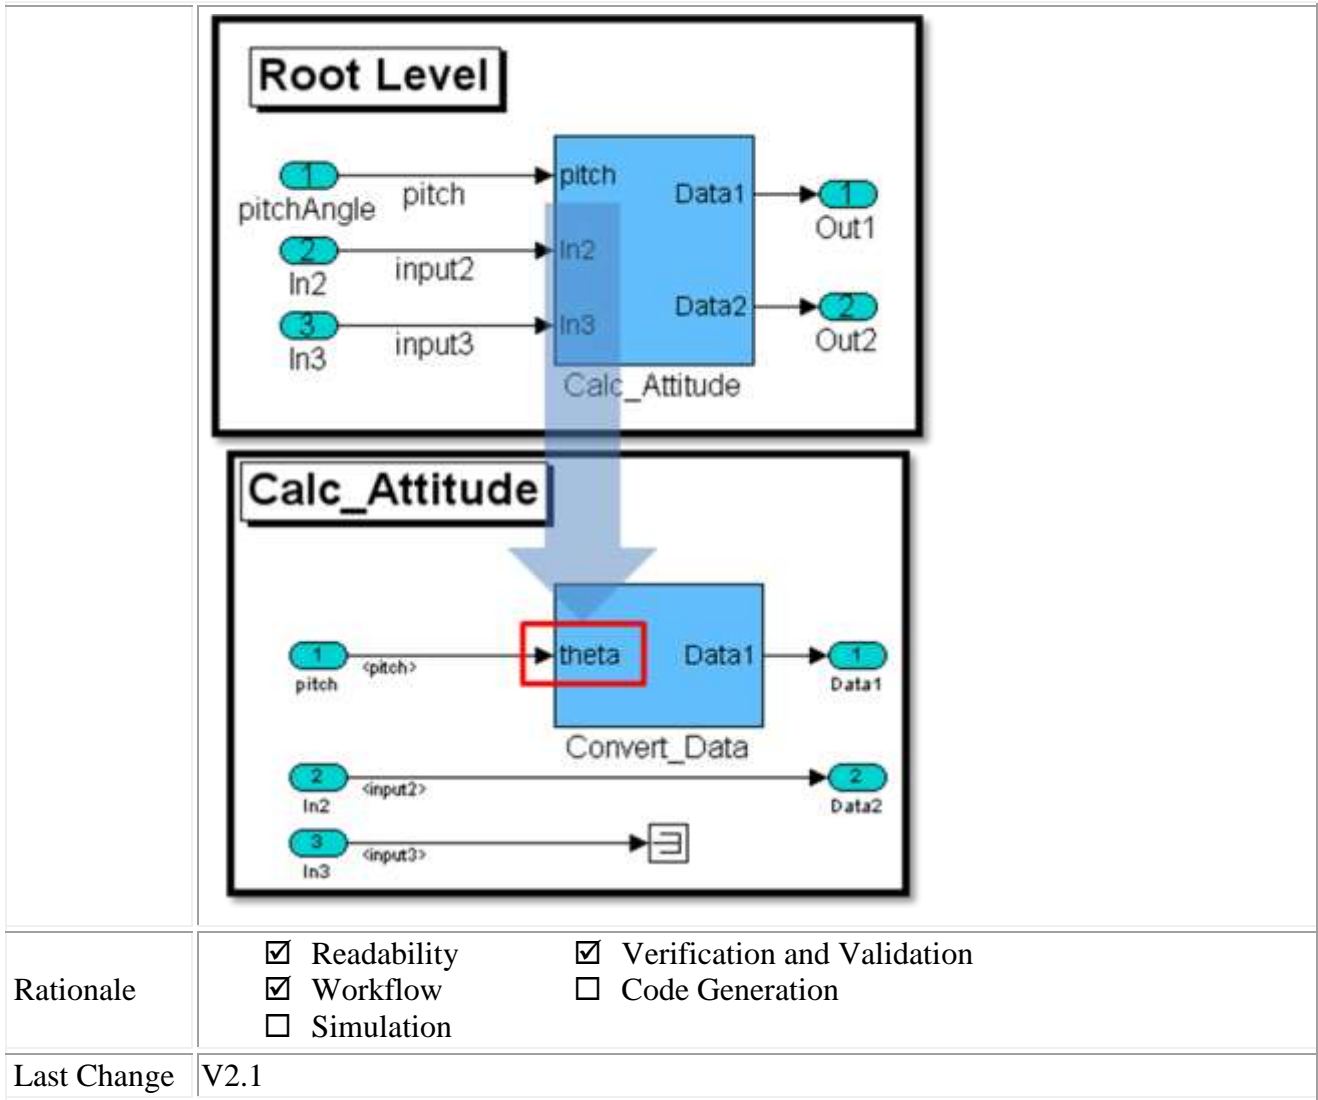 Root Level
1
pitchAngle
pitch
pitch
Data1
1
Out1
2
In2
input2
In2
Data2
2
Out2
3
In3
input3
In3
Calc_Attitude
Calc_Attitude
1
pitch
<pitch>
theta
Data1
1
Data1
Convert_Data
2
In2
<input2>
2
Data2
3
In3
<input3>
Rationale
☑ Readability ☑ Verification and Validation
☑ Workflow ☐ Code Generation
☐ Simulation
Last Change V2.1